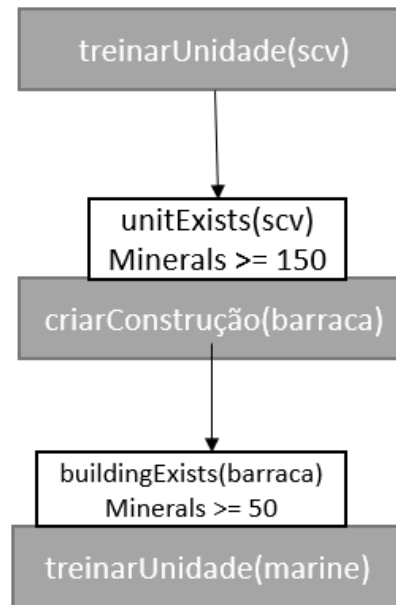 treinarUnidade(scv)
unitExists(scv)
Minerals >= 150
criarConstrução(barraca)
buildingExists(barraca)
Minerals >= 50
treinarUnidade(marine)